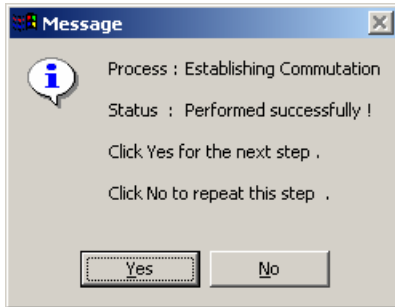 Message
Process : Establishing Commutation
Status : Performed successfully !
Click Yes for the next step .
Click No to repeat this step .
Yes No